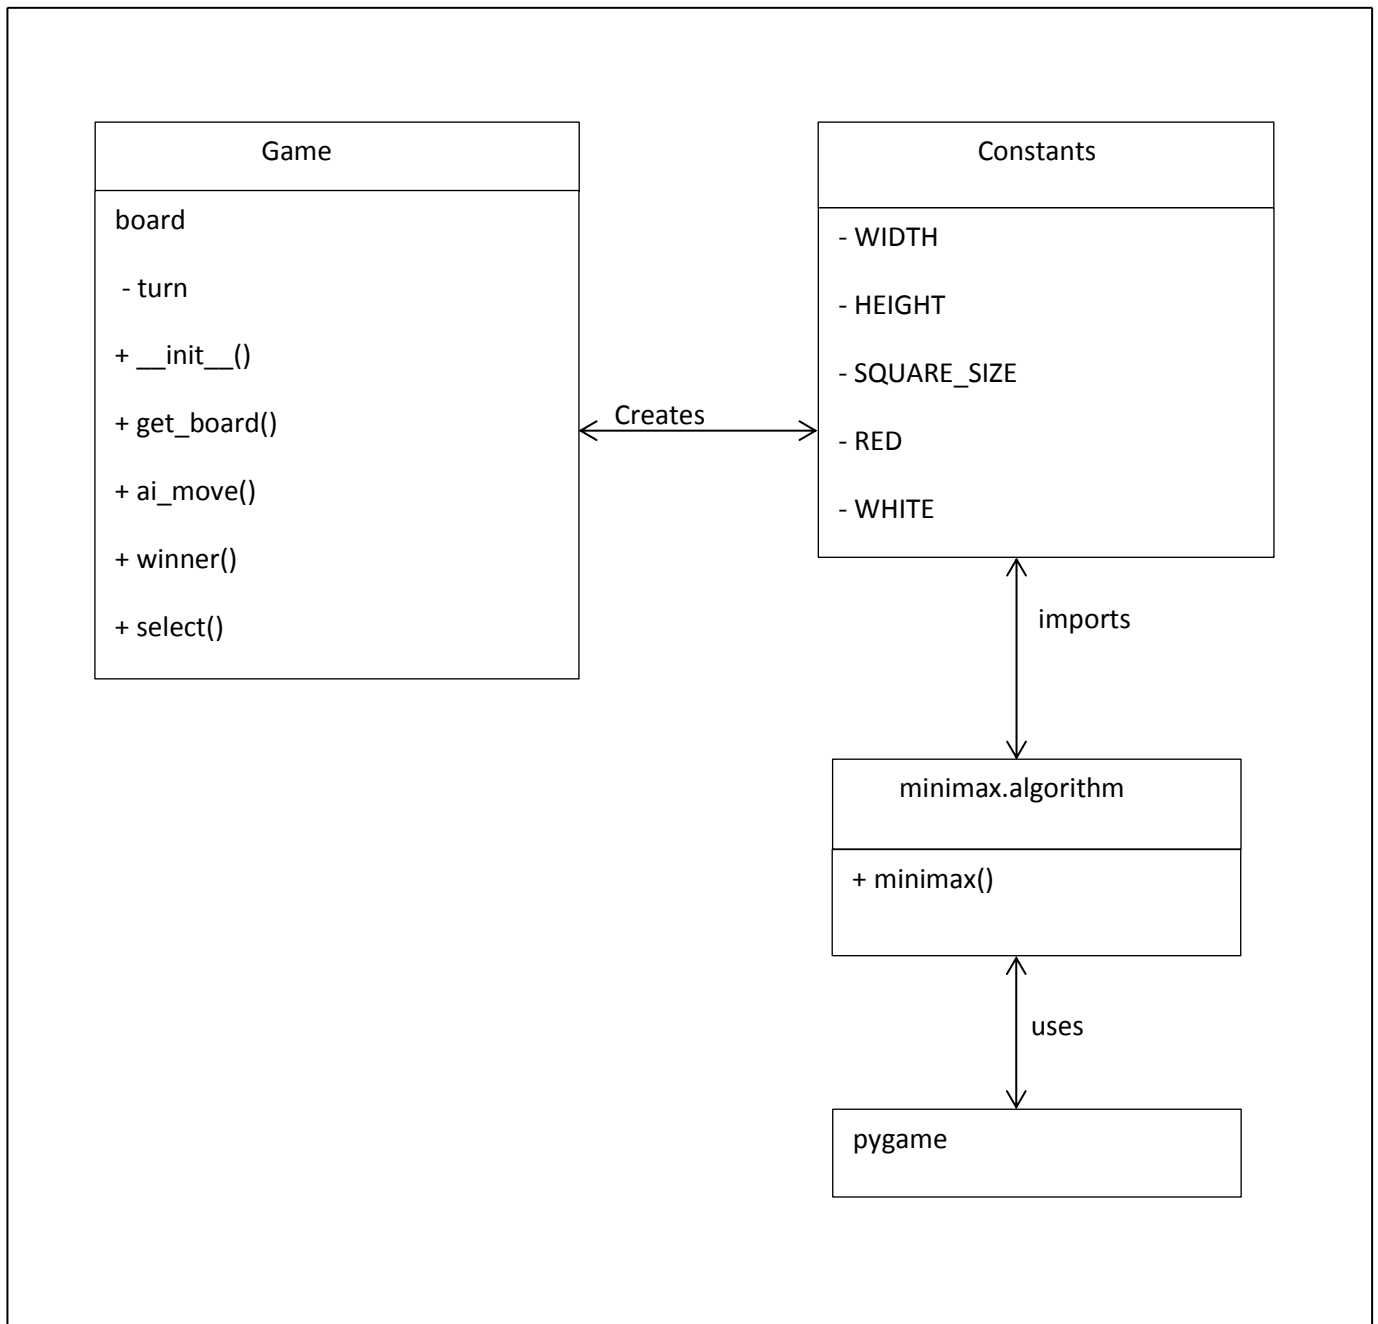 Game
board
- turn
+ __init__()
+ get_board()
+ ai_move()
+ winner()
+ select()
Creates
Constants
- WIDTH
- HEIGHT
- SQUARE_SIZE
- RED
- WHITE
imports
minimax.algorithm
+ minimax()
uses
pygame